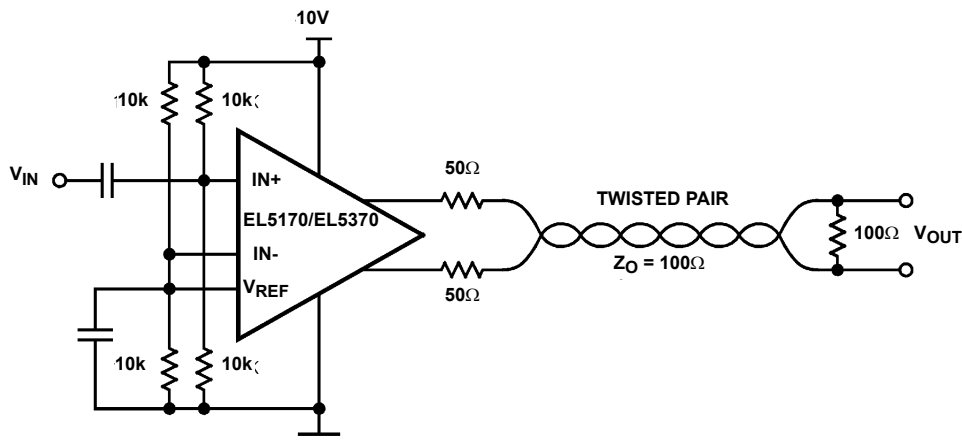 10V
10k
10k
50Ω
VIN
IN+
TWISTED PAIR
EL5170/EL5370
100Ω
VOUT
IN-
ZO = 100Ω
VREF
50Ω
10k
10k